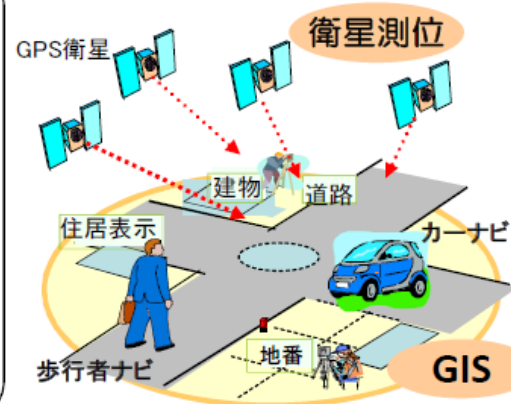 衛星測位
GPS衛星
建物
道路
住居表示
カーナビ
地番
歩行者ナビ
GIS